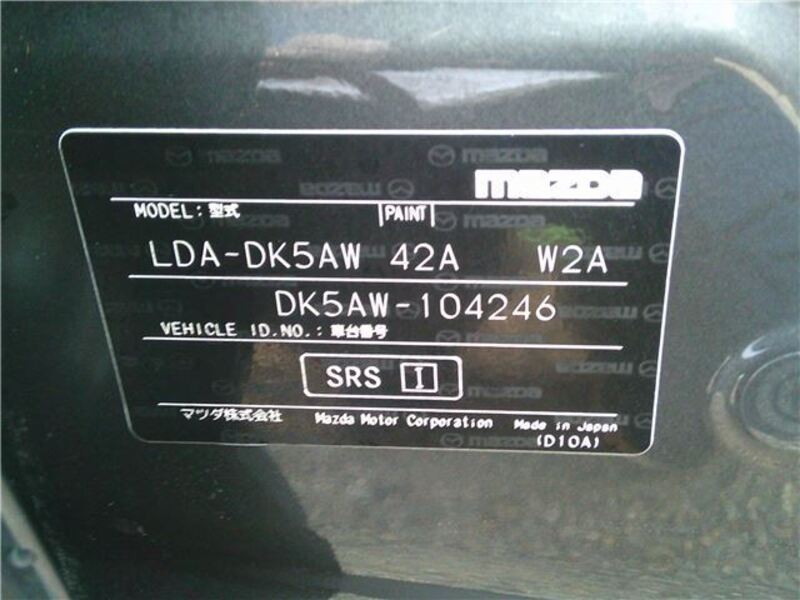 mazda
MODEL: 型式 PAINT
LDA-DK5AW 42A W2A
DK5AW-104246
VEHICLE ID.NO.: 車台番号
SRS I
マツダ株式会社 Mazda Motor Corporation Made in Japan
(D10A)